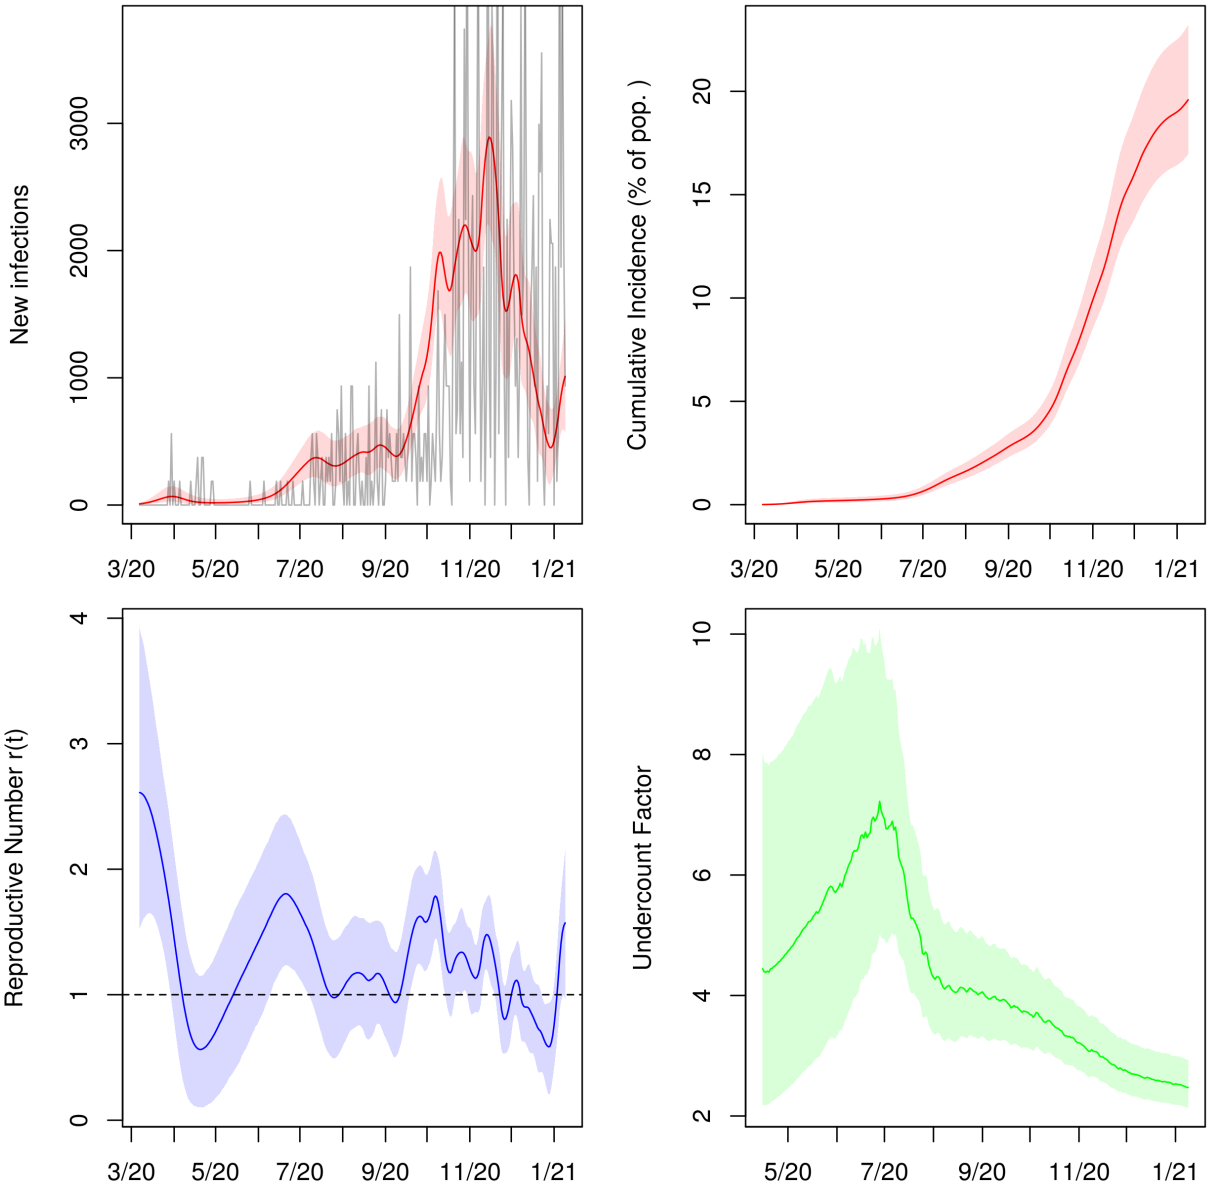 New infections
3000
2000
1000
0
3/20 5/20 7/20 9/20 11/20 1/21
Cumulative Incidence (% of pop. )
20
15
10
5
0
3/20 5/20 7/20 9/20 11/20 1/21
Reproductive Number r(t)
4
3
2
1
0
3/20 5/20 7/20 9/20 11/20 1/21
Undercount Factor
10
8
6
4
2
5/20 7/20 9/20 11/20 1/21